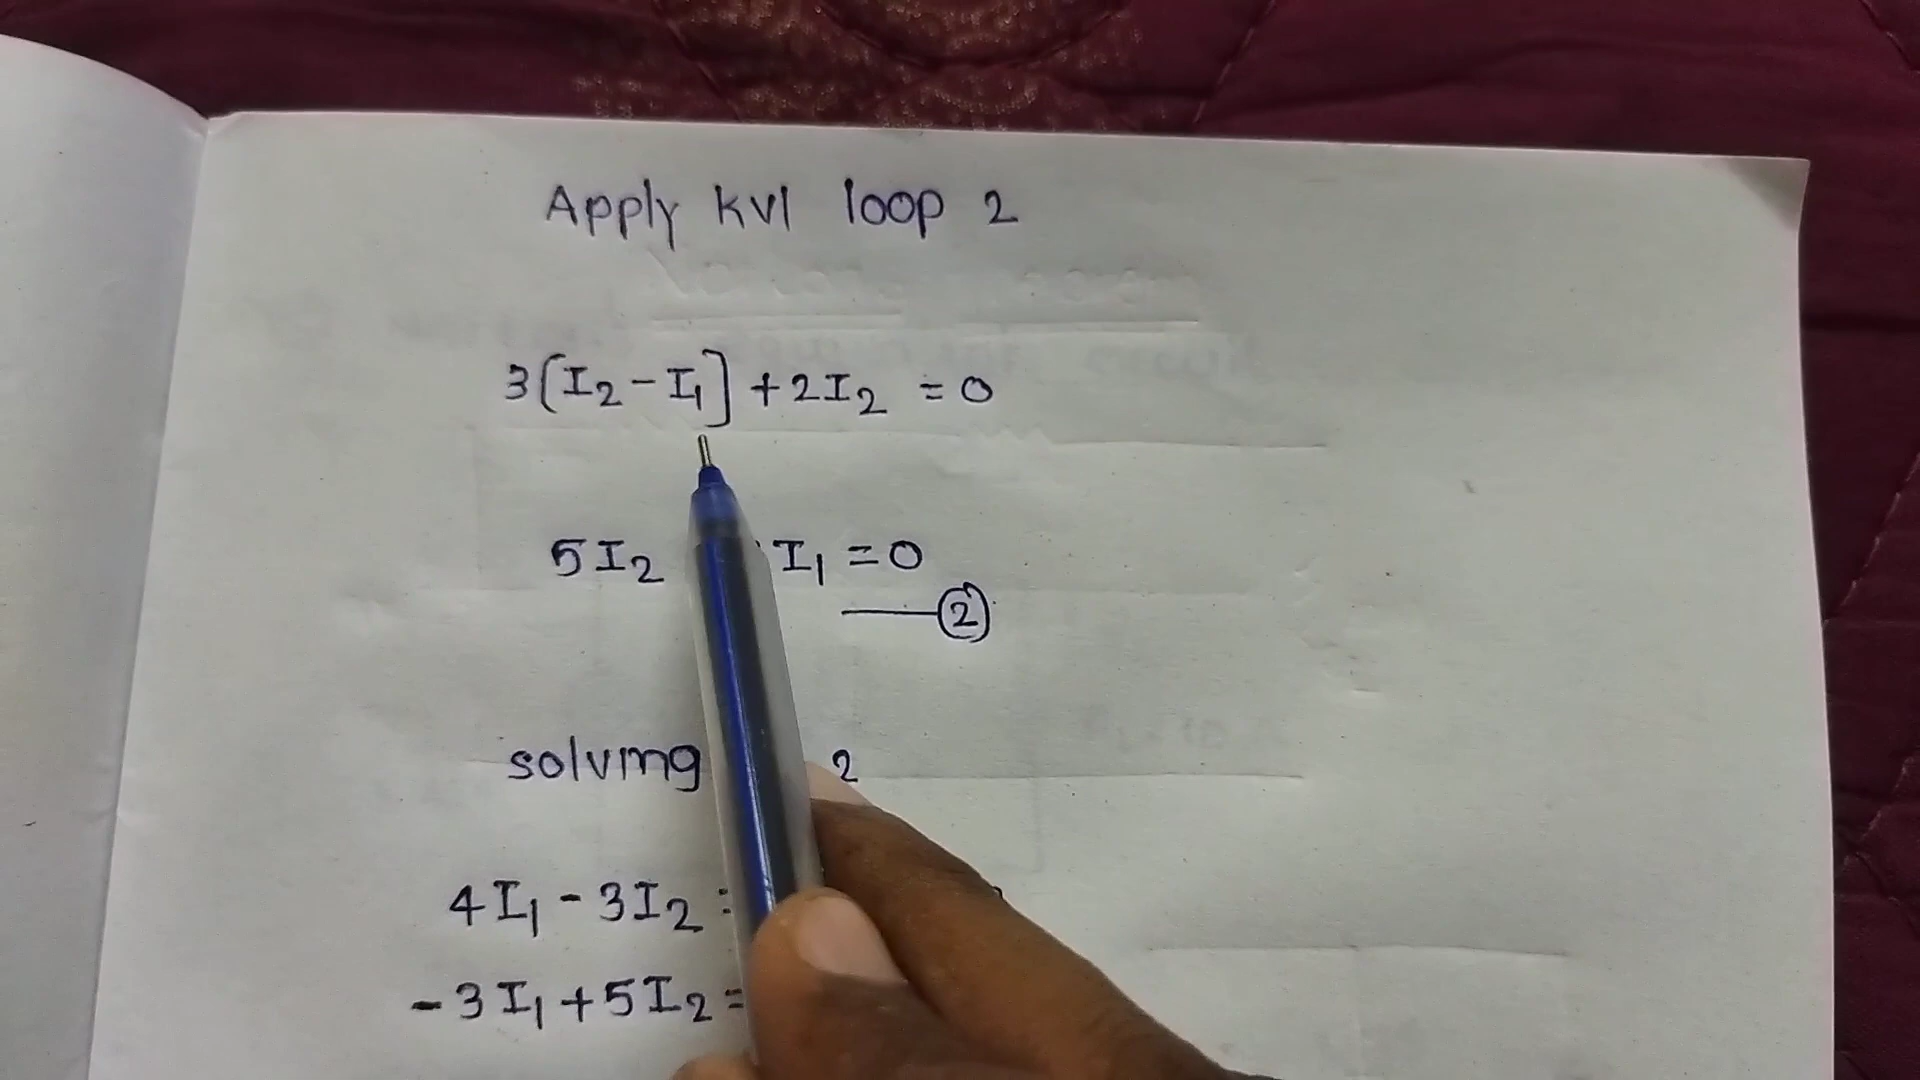 Apply kvl loop 2
3(I₂ - I₁] + 2I₂ = 0
5I₂ I₁ = 0
②
solving 2
4I₁ - 3I₂ =
- 3I₁ + 5I₂ =